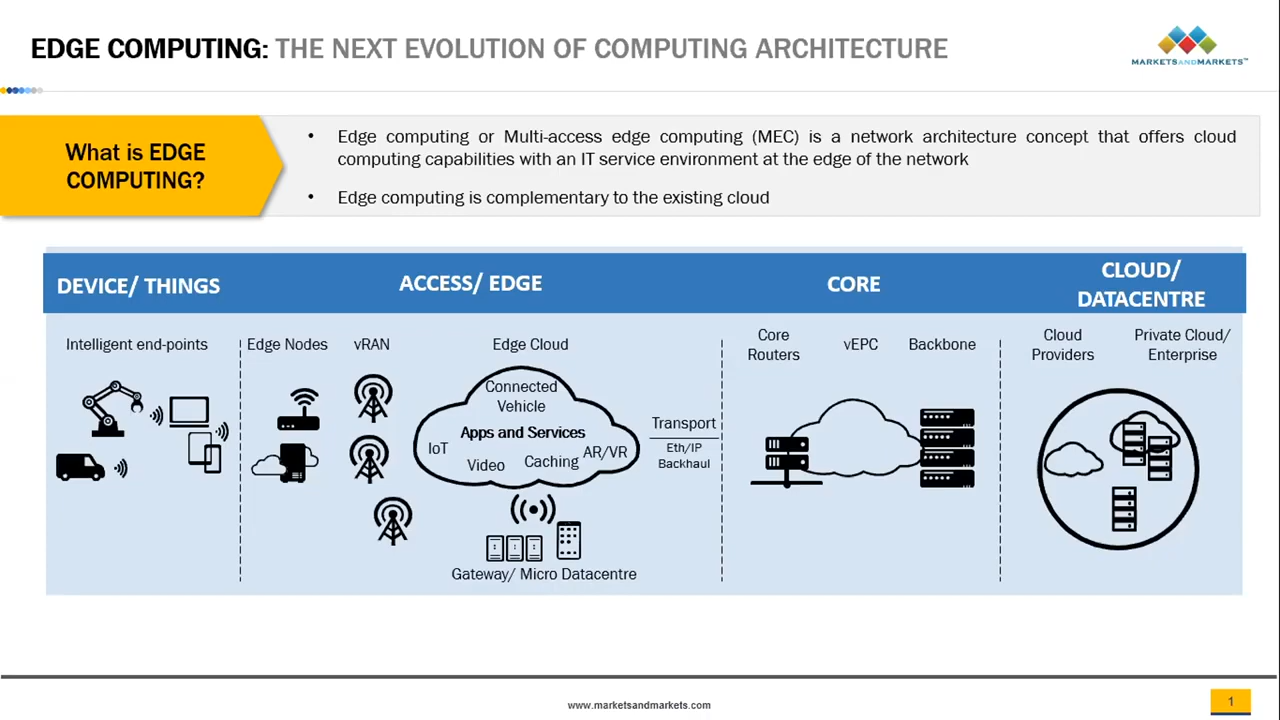 EDGE COMPUTING: THE NEXT EVOLUTION OF COMPUTING ARCHITECTURE
MARKETSANDMARKETS™
What is EDGE
COMPUTING?
• Edge computing or Multi-access edge computing (MEC) is a network architecture concept that offers cloud
computing capabilities with an IT service environment at the edge of the network
• Edge computing is complementary to the existing cloud
DEVICE/ THINGS
ACCESS/ EDGE
CORE
CLOUD/
DATACENTRE
Intelligent end-points
Edge Nodes
vRAN
Edge Cloud
Connected
Vehicle
Apps and Services
IoT
Video
Caching
AR/VR
Gateway/ Micro Datacentre
Transport
Eth/IP
Backhaul
Core
Routers
vEPC
Backbone
Cloud
Providers
Private Cloud/
Enterprise
www.marketsandmarkets.com
1